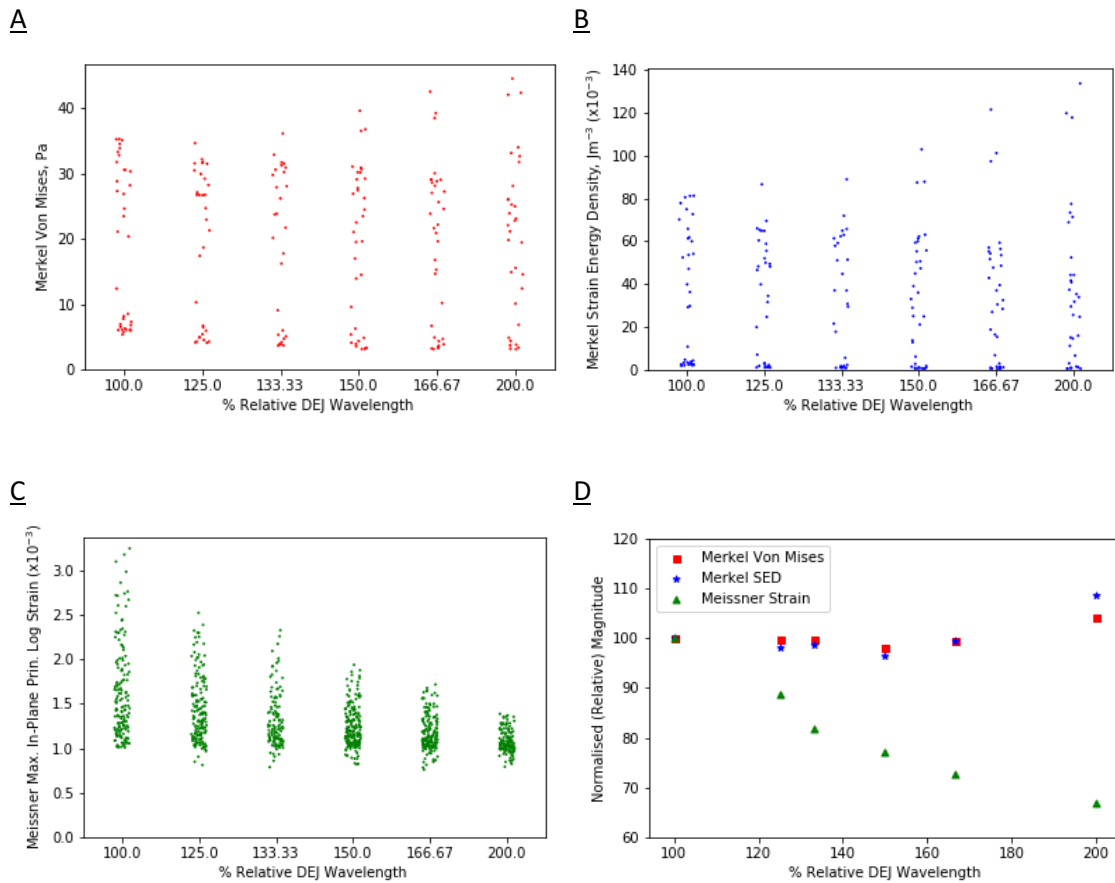 A
Merkel Von Mises, Pa
40
30
20
10
0
100.0 125.0 133.33 150.0 166.67 200.0
% Relative DEJ Wavelength
B
Merkel Strain Energy Density, Jm⁻³ (x10⁻³)
140
120
100
80
60
40
20
0
100.0 125.0 133.33 150.0 166.67 200.0
% Relative DEJ Wavelength
C
Meissner Max. In-Plane Prin. Log Strain (x10⁻³)
3.0
2.5
2.0
1.5
1.0
0.5
0.0
100.0 125.0 133.33 150.0 166.67 200.0
% Relative DEJ Wavelength
D
Normalised (Relative) Magnitude
120
110
100
90
80
70
60
Merkel Von Mises
Merkel SED
Meissner Strain
100 120 140 160 180 200
% Relative DEJ Wavelength